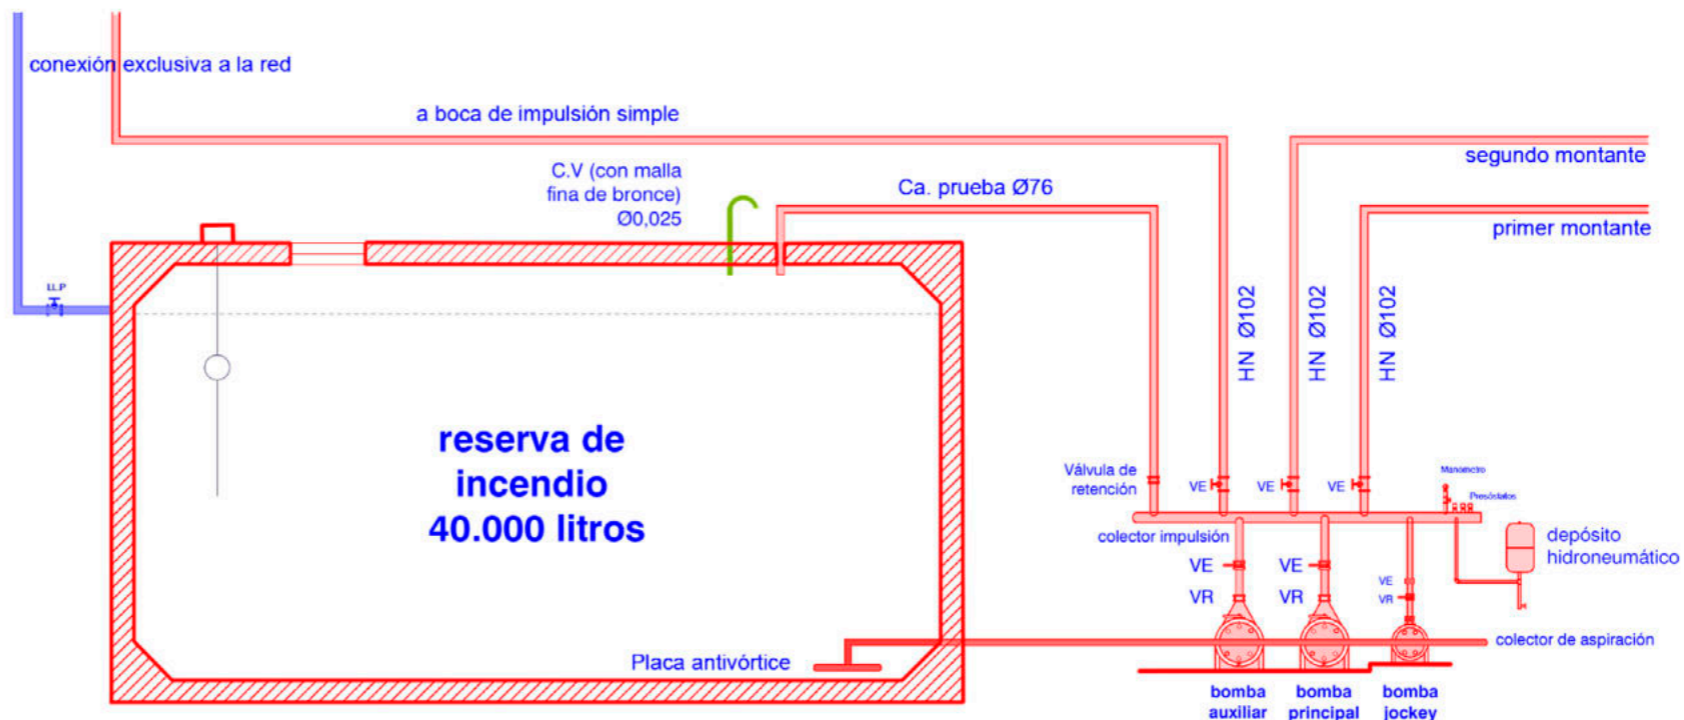 conexión exclusiva a la red
a boca de impulsión simple
segundo montante
C.V (con malla
fina de bronce)
Ø0,025
Ca. prueba Ø76
primer montante
LL.P
HN Ø102
HN Ø102
HN Ø102
reserva de
incendio
40.000 litros
Válvula de
retención
VE
VE
VE
Manómetro
Presóstatos
colector impulsión
depósito
hidroneumático
VE
VE
VE
VR
VR
VR
colector de aspiración
Placa antivórtice
bomba
auxiliar
bomba
principal
bomba
jockey